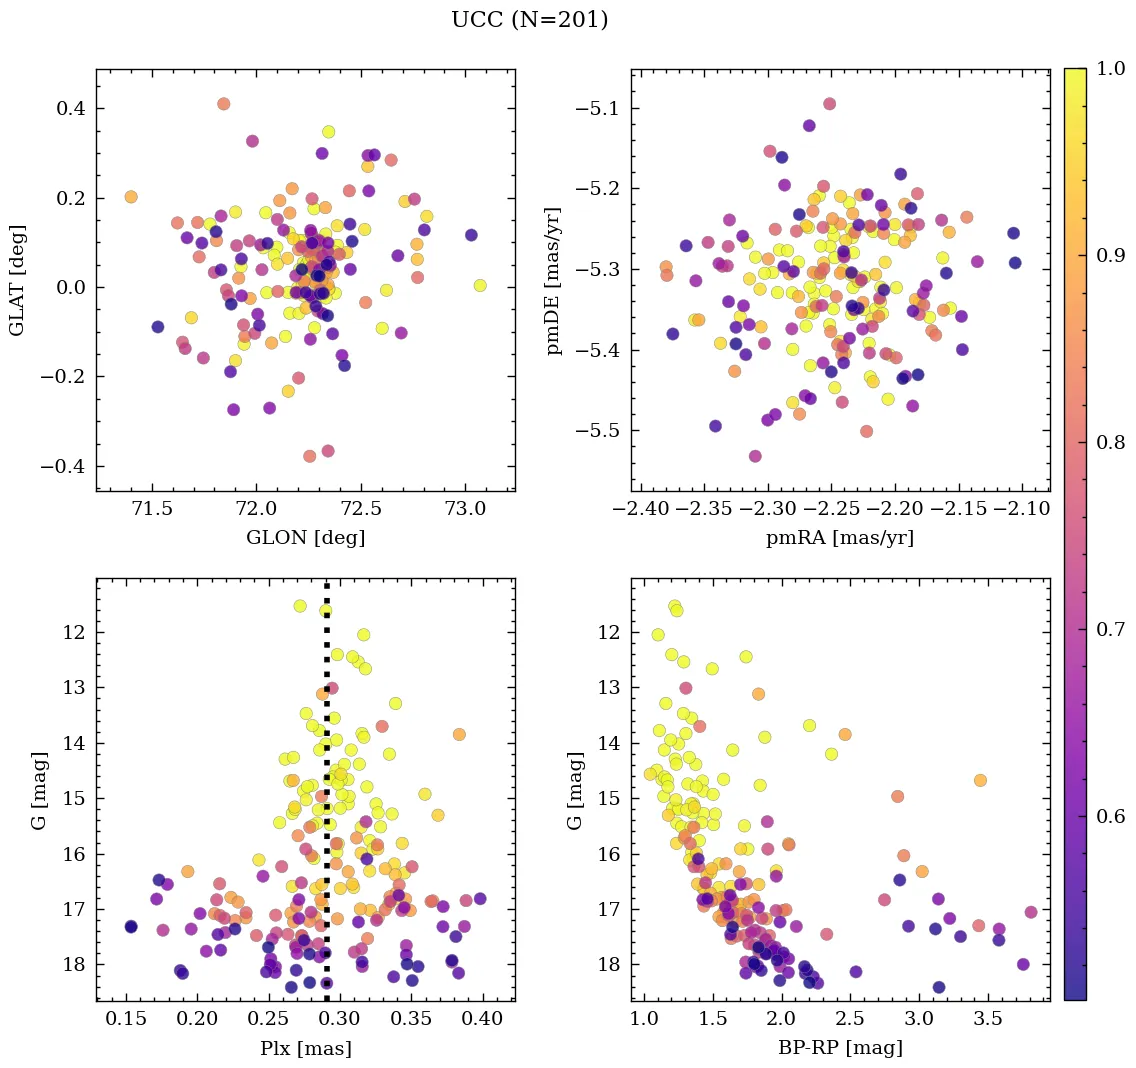 UCC (N=201)
0.4
0.2
0.0
−0.2
−0.4
GLAT [deg]
71.5 72.0 72.5 73.0
GLON [deg]
−5.1
−5.2
−5.3
−5.4
−5.5
pmDE [mas/yr]
−2.40 −2.35 −2.30 −2.25 −2.20 −2.15 −2.10
pmRA [mas/yr]
1.0
0.9
0.8
0.7
0.6
12
13
14
15
16
17
18
G [mag]
0.15 0.20 0.25 0.30 0.35 0.40
Plx [mas]
12
13
14
15
16
17
18
G [mag]
1.0 1.5 2.0 2.5 3.0 3.5
BP-RP [mag]